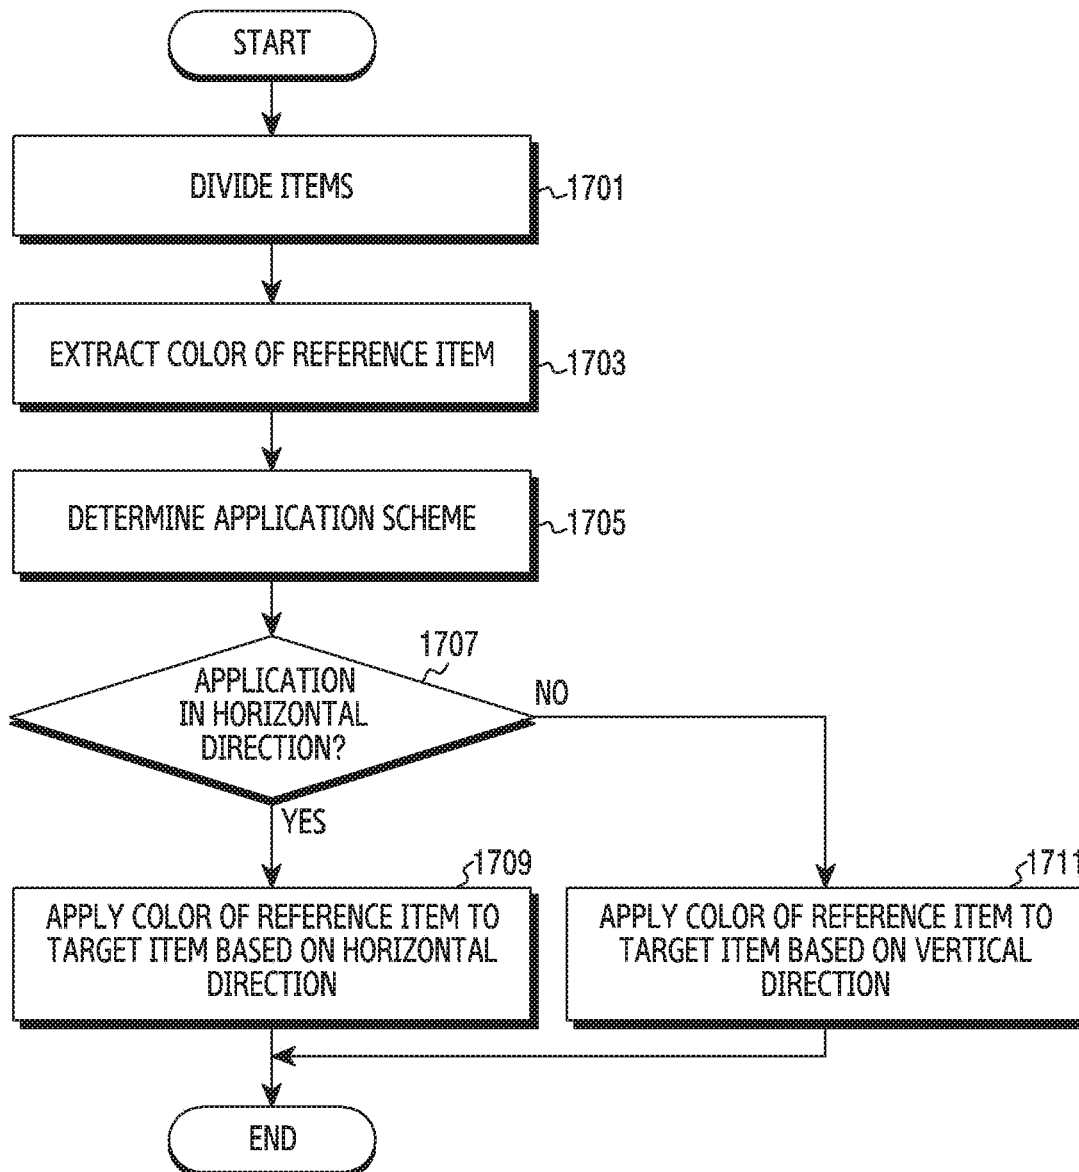 START
DIVIDE ITEMS
1701
EXTRACT COLOR OF REFERENCE ITEM
1703
DETERMINE APPLICATION SCHEME
1705
1707
APPLICATION
IN HORIZONTAL
DIRECTION?
NO
YES
1709
APPLY COLOR OF REFERENCE ITEM TO
TARGET ITEM BASED ON HORIZONTAL
DIRECTION
1711
APPLY COLOR OF REFERENCE ITEM TO
TARGET ITEM BASED ON VERTICAL
DIRECTION
END